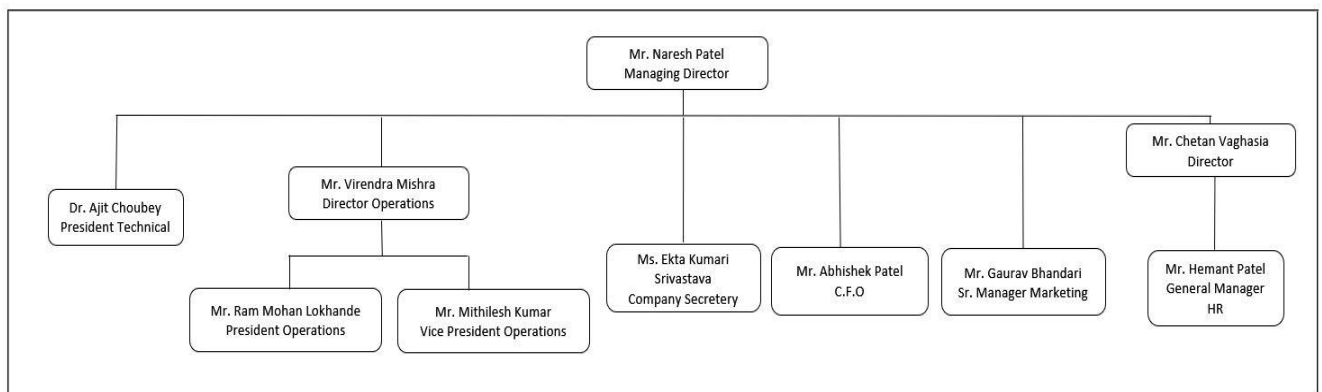 Mr. Naresh Patel
Managing Director
Mr. Chetan Vaghasia
Director
Mr. Virendra Mishra
Director Operations
Dr. Ajit Choubey
President Technical
Ms. Ekta Kumari
Srivastava
Company Secretery
Mr. Abhishek Patel
C.F.O
Mr. Gaurav Bhandari
Sr. Manager Marketing
Mr. Hemant Patel
General Manager
HR
Mr. Ram Mohan Lokhande
President Operations
Mr. Mithilesh Kumar
Vice President Operations